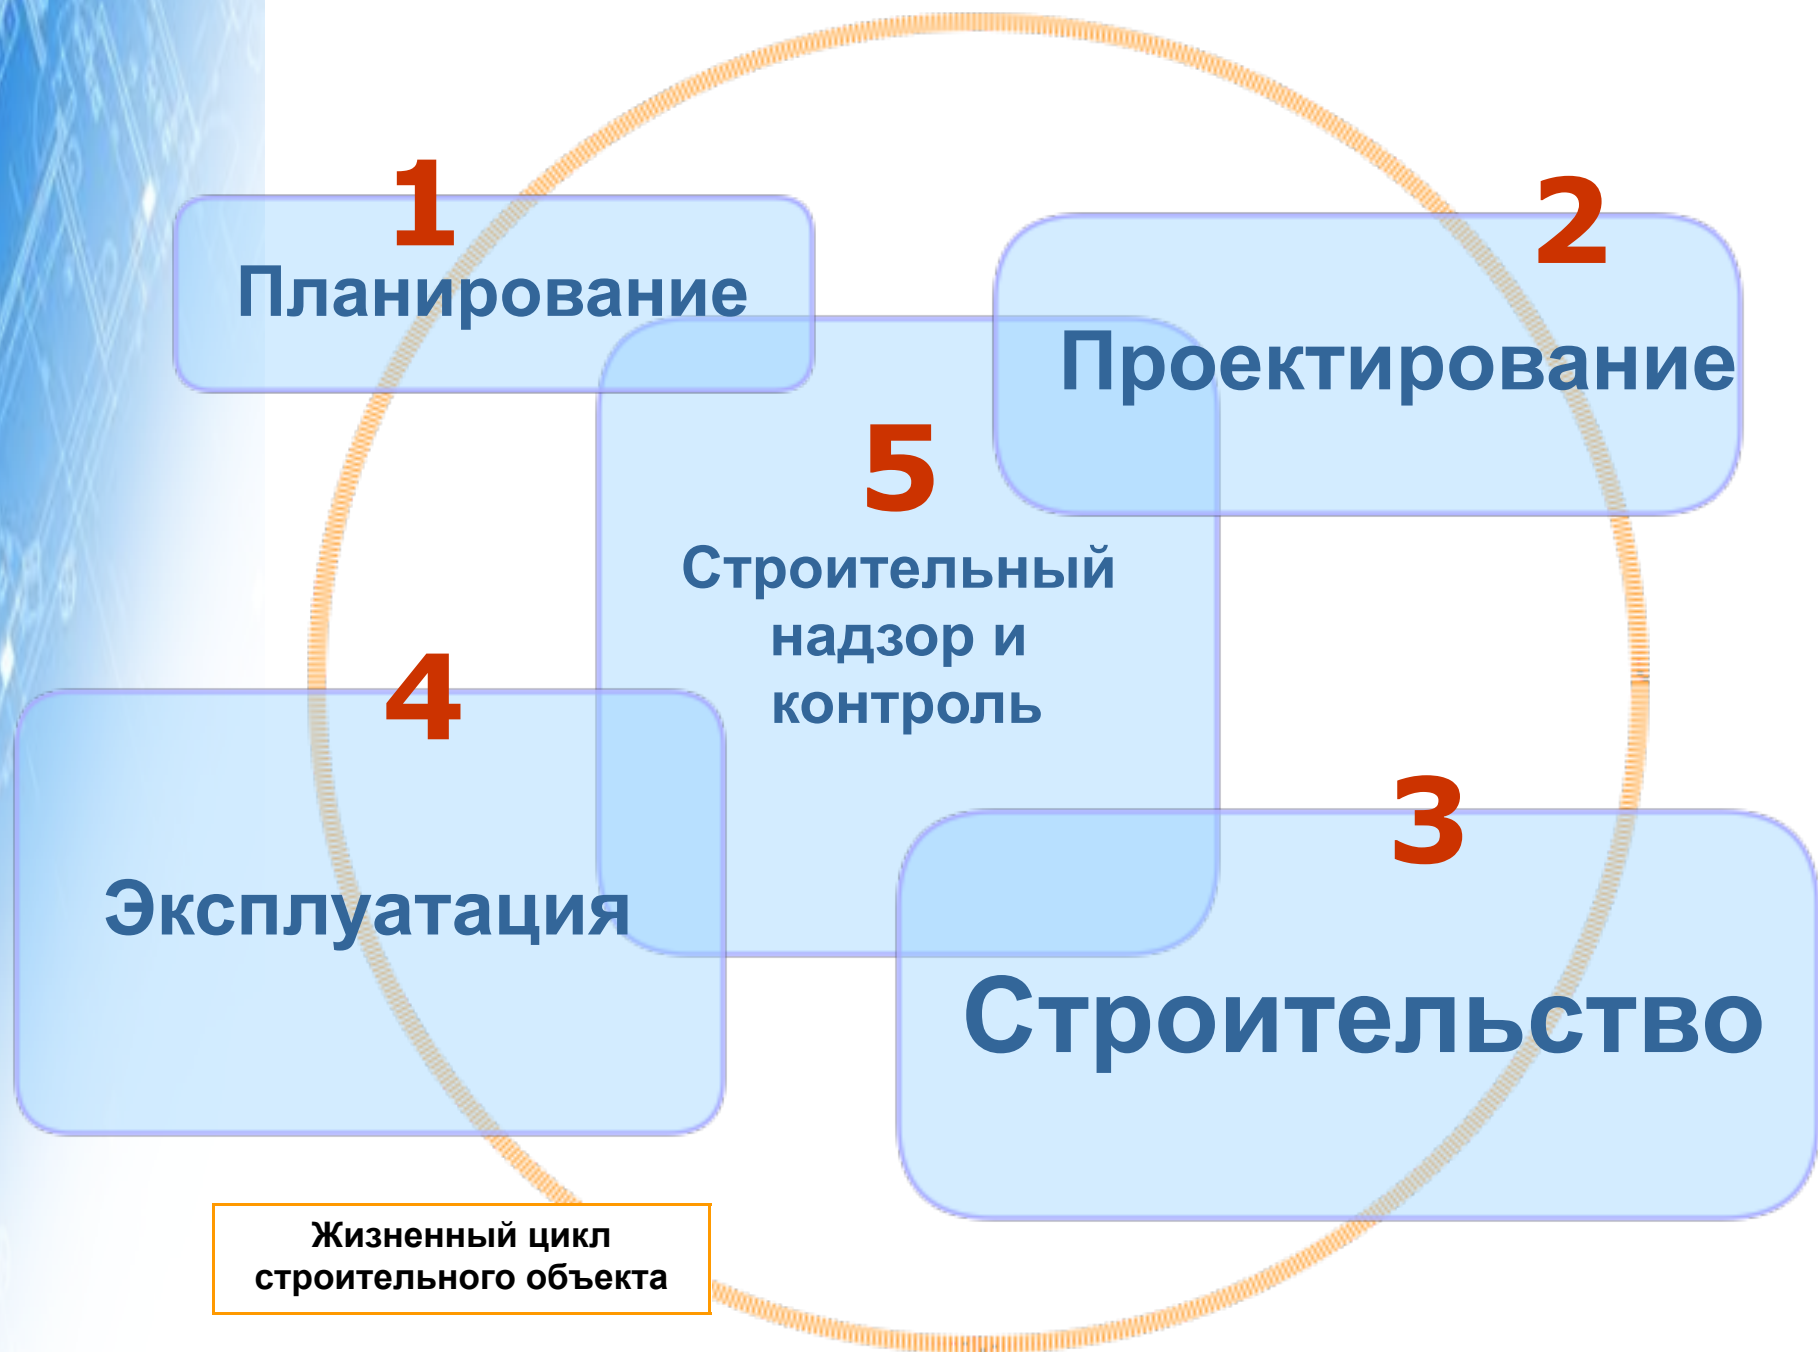 1
Планирование
2
Проектирование
5
Строительный
надзор и
контроль
4
Эксплуатация
3
Строительство
Жизненный цикл
строительного объекта